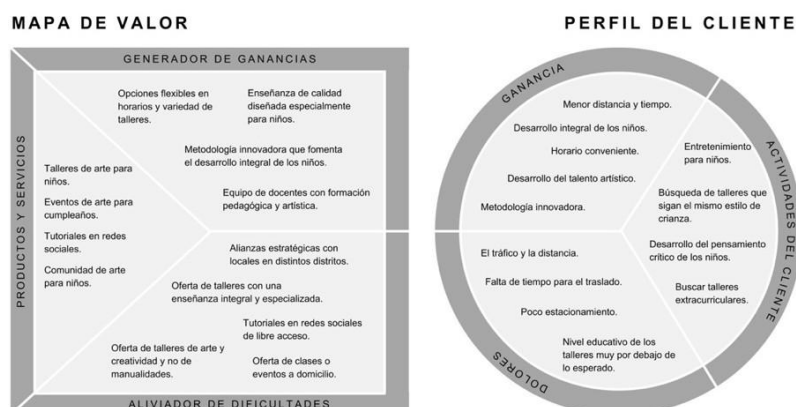 MAPA DE VALOR
GENERADOR DE GANANCIAS
Opciones flexibles en
horarios y variedad de
talleres.
Enseñanza de calidad
diseñada especialmente
para niños.
Metodología innovadora que fomenta
el desarrollo integral de los niños.
Equipo de docentes con formación
pedagógica y artística.
PRODUCTOS Y SERVICIOS
Talleres de arte para
niños.
Eventos de arte para
cumpleaños.
Tutoriales en redes
sociales.
Comunidad de arte
para niños.
Alianzas estratégicas con
locales en distintos distritos.
Oferta de talleres con una
enseñanza integral y especializada.
Tutoriales en redes sociales
de libre acceso.
Oferta de talleres de arte y
creatividad y no de
manualidades.
Oferta de clases o
eventos a domicilio.
ALIVIADOR DE DIFICULTADES
PERFIL DEL CLIENTE
GANANCIA
Menor distancia y tiempo.
Desarrollo integral de los niños.
Horario conveniente.
Desarrollo del talento artístico.
Metodología innovadora.
ACTIVIDADES DEL CLIENTE
Entretenimiento
para niños.
Búsqueda de talleres que
sigan el mismo estilo de
crianza.
Desarrollo del pensamiento
crítico de los niños.
Buscar talleres
extracurriculares.
El tráfico y la distancia.
Falta de tiempo para el traslado.
Poco estacionamiento.
Nivel educativo de los
talleres muy por debajo de
lo esperado.
DOLORES